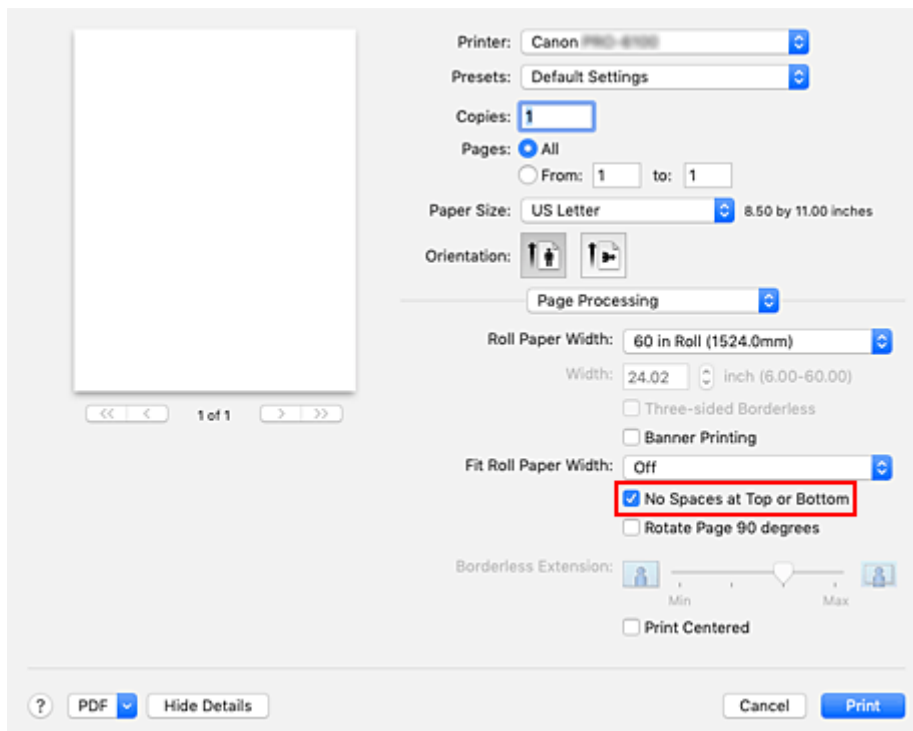 Printer: Canon
Presets: Default Settings
Copies: 1
Pages: All
From: 1 to: 1
Paper Size: US Letter 8.50 by 11.00 inches
Orientation:
Page Processing
Roll Paper Width: 60 in Roll (1524.0mm)
Width: 24.02 inch (6.00-60.00)
Three-sided Borderless
1 of 1
Banner Printing
Fit Roll Paper Width: Off
No Spaces at Top or Bottom
Rotate Page 90 degrees
Borderless Extension:
Min Max
Print Centered
? PDF Hide Details Cancel Print